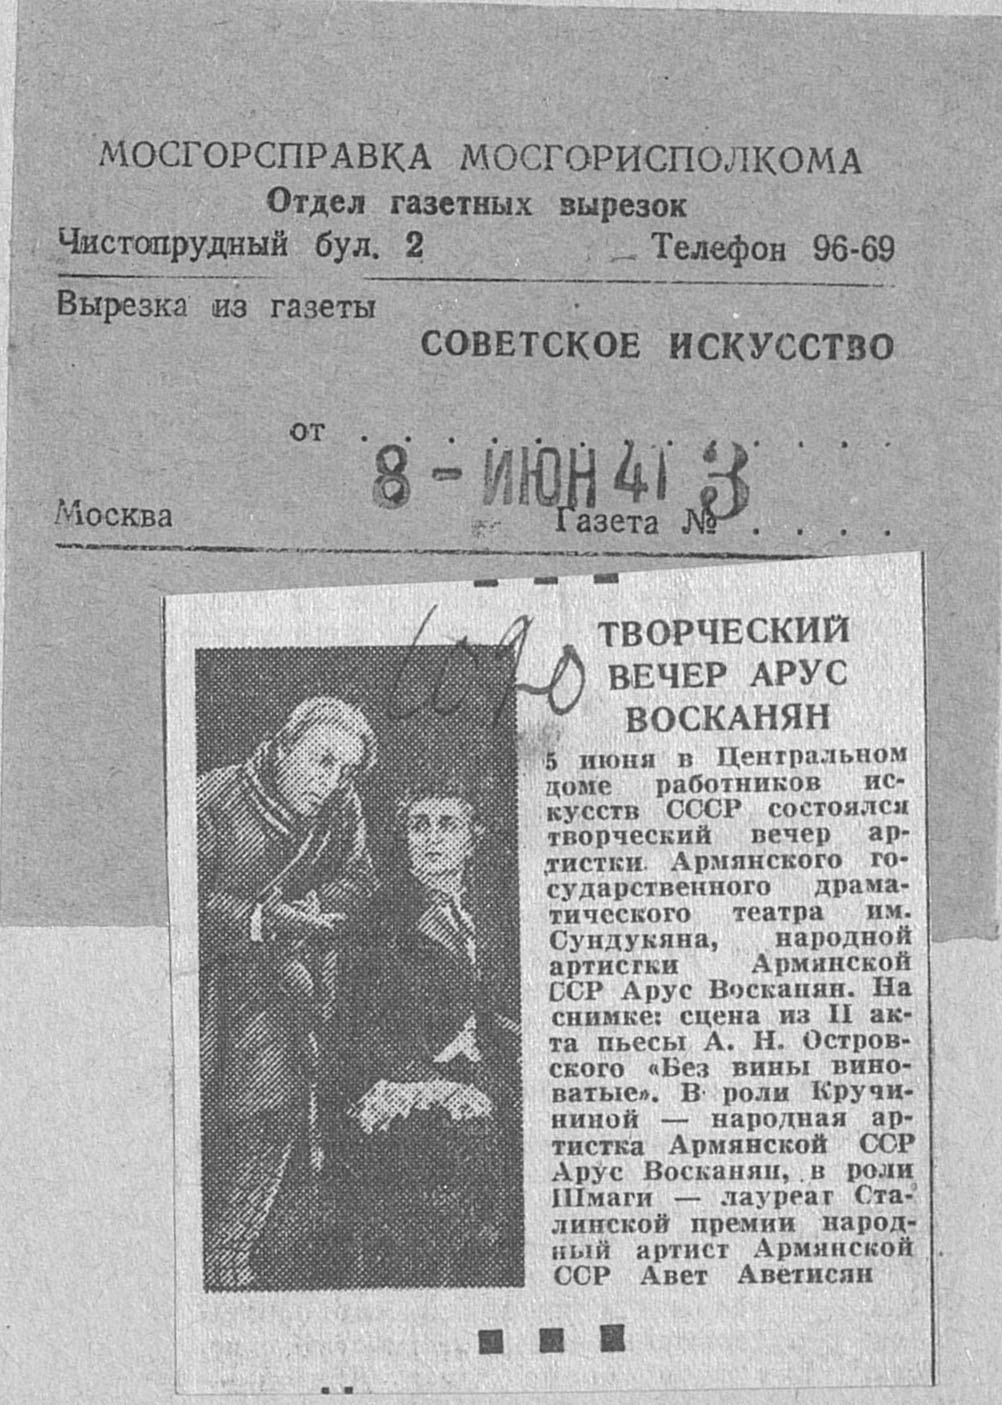 МОСГОРСПРАВКА МОСГОРИСПОЛКОМА
Отдел газетных вырезок
Чистопрудный бул. 2 Телефон 96-69
Вырезка из газеты
СОВЕТСКОЕ ИСКУССТВО
от . . . . . . . . . . . .
8 - ИЮН 41 3
Москва Газета № . . . .
ТВОРЧЕСКИЙ
ВЕЧЕР АРУС
ВОСКАНЯН
5 июня в Центральном
доме работников ис-
кусств СССР состоялся
творческий вечер ар-
тистки Армянского го-
сударственного драма-
тического театра им.
Сундукяна, народной
артистки Армянской
ССР Арус Восканян. На
снимке: сцена из II ак-
та пьесы А. Н. Остров-
ского «Без вины вино-
ватые». В роли Кручи-
ниной — народная ар-
тистка Армянской ССР
Арус Восканян, в роли
Шмаги — лауреат Ста-
линской премии народ-
ный артист Армянской
ССР Авет Аветисян